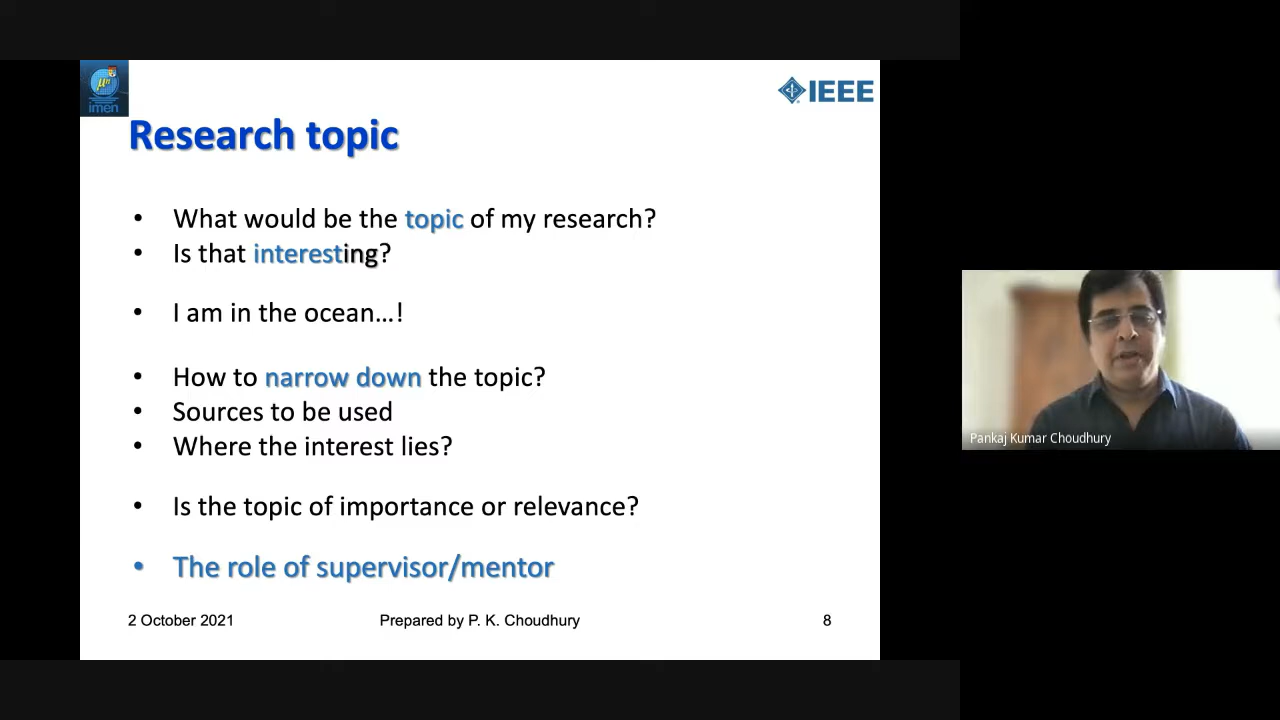 μn
imen
IEEE
Research topic
• What would be the topic of my research?
• Is that interesting?
• I am in the ocean…!
• How to narrow down the topic?
• Sources to be used
• Where the interest lies?
• Is the topic of importance or relevance?
• The role of supervisor/mentor
2 October 2021 Prepared by P. K. Choudhury 8
Pankaj Kumar Choudhury